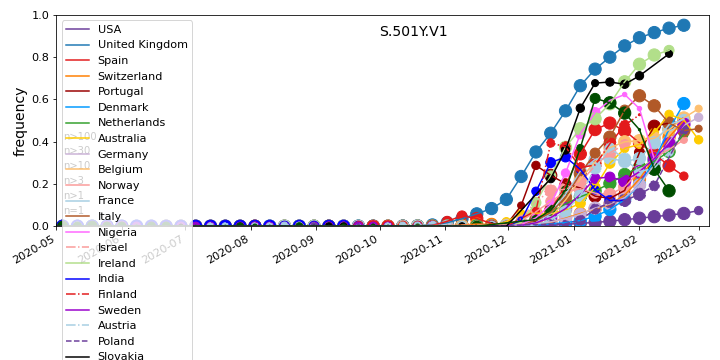 S.501Y.V1
frequency
1.0
0.8
0.6
0.4
0.2
0.0
USA
United Kingdom
Spain
Switzerland
Portugal
Denmark
Netherlands
Australia
Germany
Belgium
Norway
France
Italy
Nigeria
Israel
Ireland
India
Finland
Sweden
Austria
Poland
Slovakia
n>100
n>30
n>10
n>3
n>1
n=1
2020-05
2020-06
2020-07
2020-08
2020-09
2020-10
2020-11
2020-12
2021-01
2021-02
2021-03